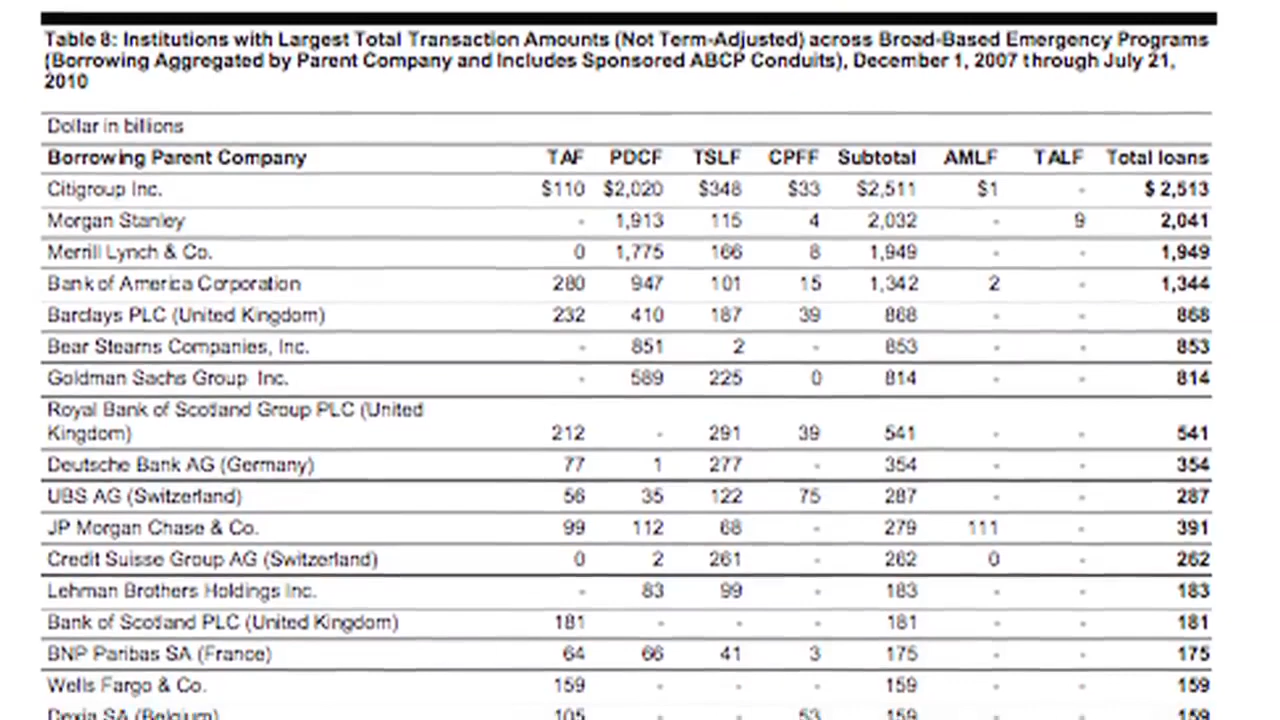 Table 8: Institutions with Largest Total Transaction Amounts (Not Term-Adjusted) across Broad-Based Emergency Programs
(Borrowing Aggregated by Parent Company and Includes Sponsored ABCP Conduits), December 1, 2007 through July 21,
2010
Dollar in billions
Borrowing Parent Company TAF PDCF TSLF CPFF Subtotal AMLF TALF Total loans
Citigroup Inc. $110 $2,020 $348 $33 $2,511 $1 - $ 2,513
Morgan Stanley - 1,913 115 4 2,032 - 9 2,041
Merrill Lynch & Co. 0 1,775 166 8 1,949 - - 1,949
Bank of America Corporation 280 947 101 15 1,342 2 - 1,344
Barclays PLC (United Kingdom) 232 410 187 39 868 - - 868
Bear Stearns Companies, Inc. - 851 2 - 853 - - 853
Goldman Sachs Group Inc. - 589 225 0 814 - - 814
Royal Bank of Scotland Group PLC (United
Kingdom) 212 - 291 39 541 - - 541
Deutsche Bank AG (Germany) 77 1 277 - 354 - - 354
UBS AG (Switzerland) 56 35 122 75 287 - - 287
JP Morgan Chase & Co. 99 112 68 - 279 111 - 391
Credit Suisse Group AG (Switzerland) 0 2 261 - 262 0 - 262
Lehman Brothers Holdings Inc. - 83 99 - 183 - - 183
Bank of Scotland PLC (United Kingdom) 181 - - - 181 - - 181
BNP Paribas SA (France) 64 66 41 3 175 - - 175
Wells Fargo & Co. 159 - - - 159 - - 159
Dexia SA (Belgium) 105 - - 53 159 - - 159